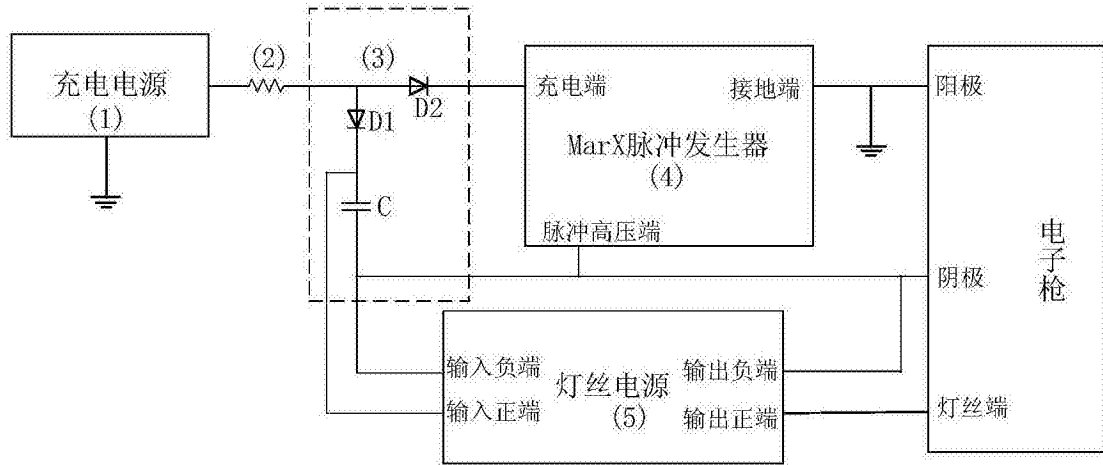 充电电源
(1)
(2)
(3)
D1
D2
C
充电端
接地端
MarX脉冲发生器
(4)
脉冲高压端
阳极
阴极
灯丝端
电子枪
输入负端
输入正端
灯丝电源
(5)
输出负端
输出正端